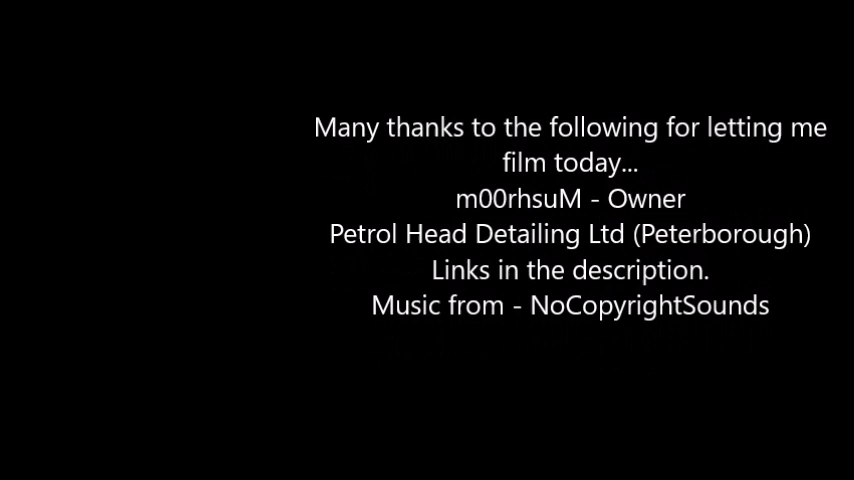 Many thanks to the following for letting me
film today...
m00rhsuM - Owner
Petrol Head Detailing Ltd (Peterborough)
Links in the description.
Music from - NoCopyrightSounds